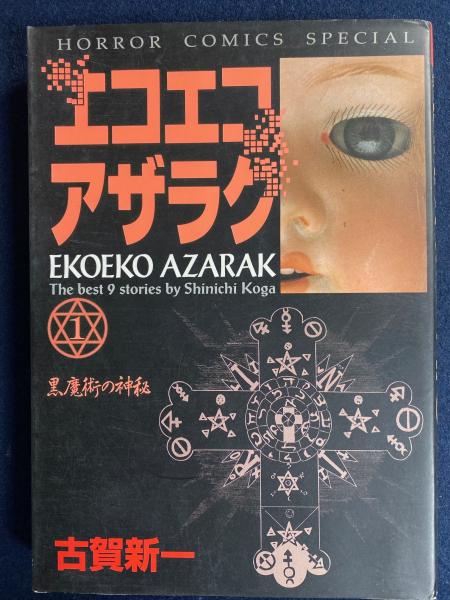 HORROR COMICS SPECIAL
エコエコ
アザラク
EKOEKO AZARAK
The best 9 stories by Shinichi Koga
1
黒魔術の神秘
古賀新一